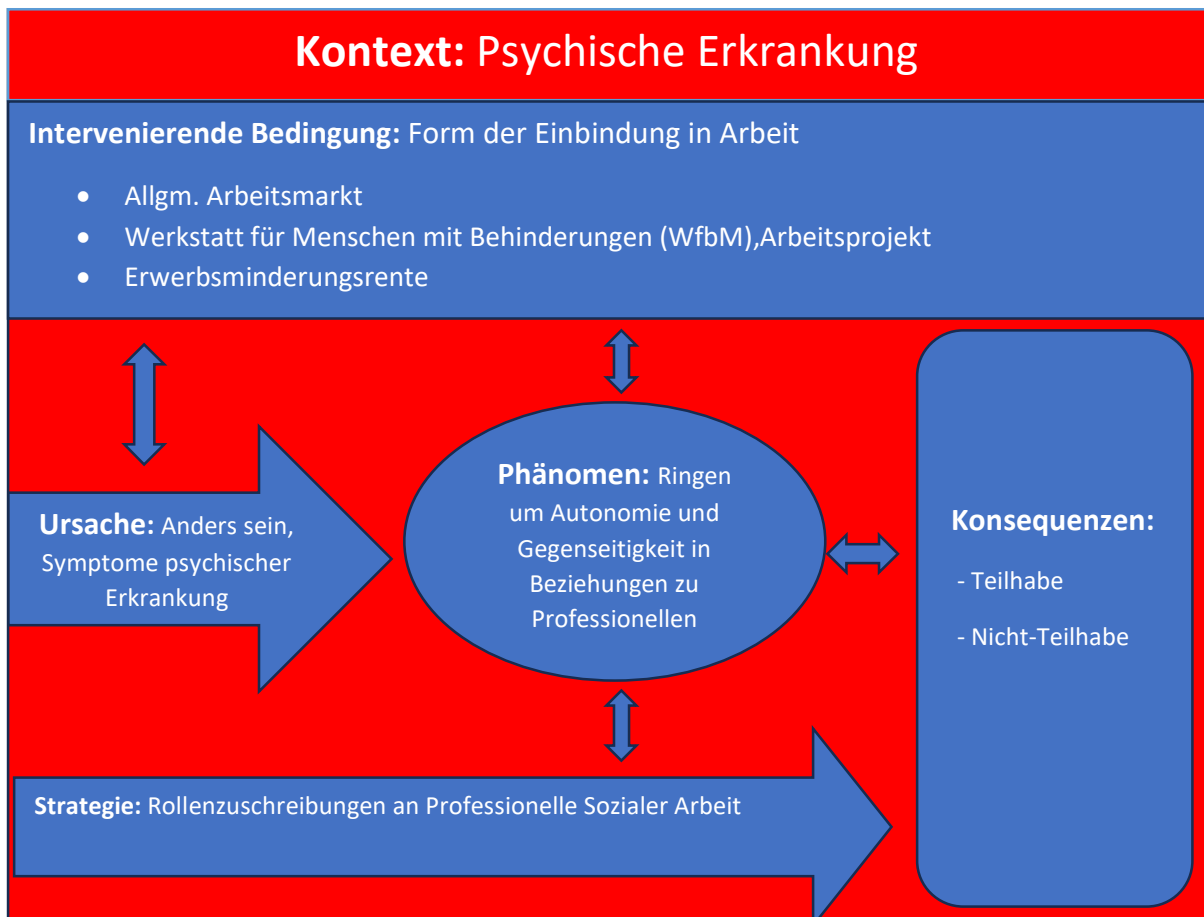 Kontext: Psychische Erkrankung
Intervenierende Bedingung: Form der Einbindung in Arbeit
• Allgm. Arbeitsmarkt
• Werkstatt für Menschen mit Behinderungen (WfbM),Arbeitsprojekt
• Erwerbsminderungsrente
Ursache: Anders sein,
Symptome psychischer
Erkrankung
Phänomen: Ringen
um Autonomie und
Gegenseitigkeit in
Beziehungen zu
Professionellen
Konsequenzen:
- Teilhabe
- Nicht-Teilhabe
Strategie: Rollenzuschreibungen an Professionelle Sozialer Arbeit